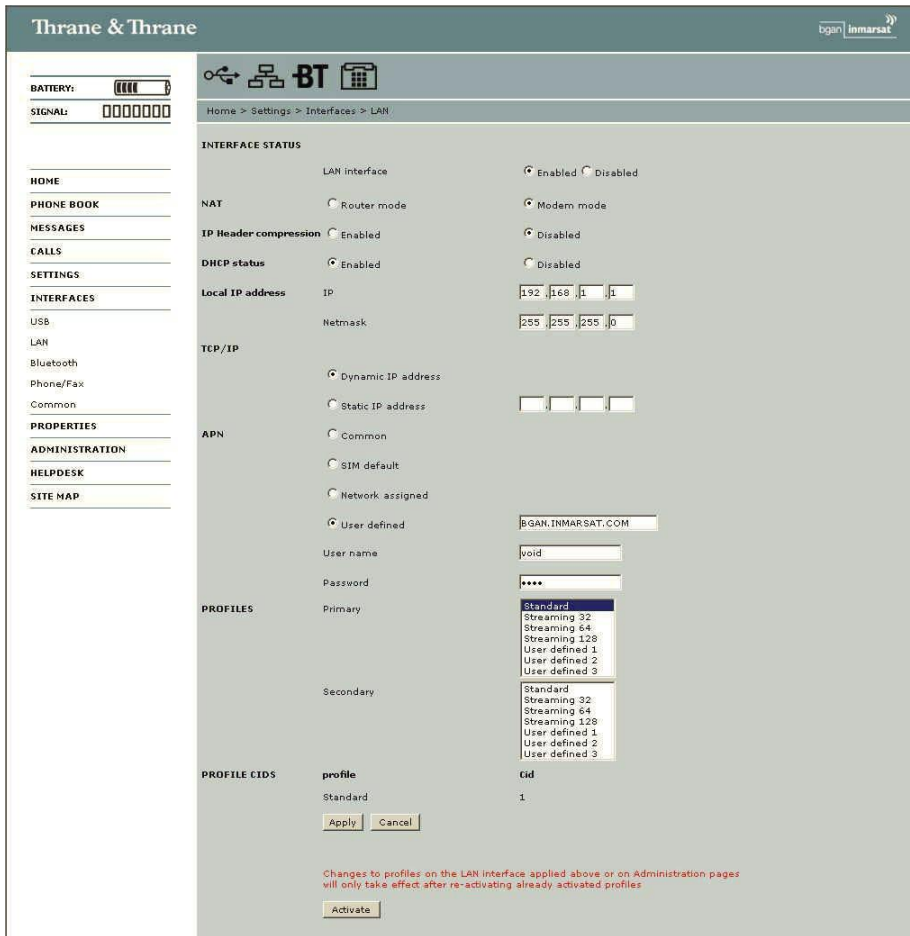 Thrane & Thrane
bgan inmarsat
BATTERY:
SIGNAL:
BT
Home > Settings > Interfaces > LAN
HOME
PHONE BOOK
MESSAGES
CALLS
SETTINGS
INTERFACES
USB
LAN
Bluetooth
Phone/Fax
Common
PROPERTIES
ADMINISTRATION
HELPDESK
SITE MAP
INTERFACE STATUS
LAN interface Enabled Disabled
NAT Router mode Modem mode
IP Header compression Enabled Disabled
DHCP status Enabled Disabled
Local IP address IP 192 .168 .1 .1
Netmask 255 .255 .255 .0
TCP/IP
Dynamic IP address
Static IP address . . .
APN Common
SIM default
Network assigned
User defined BGAN.INMARSAT.COM
User name void
Password ••••
PROFILES Primary Standard
Streaming 32
Streaming 64
Streaming 128
User defined 1
User defined 2
User defined 3
Secondary Standard
Streaming 32
Streaming 64
Streaming 128
User defined 1
User defined 2
User defined 3
PROFILE CIDS profile Cid
Standard 1
Apply Cancel
Changes to profiles on the LAN interface applied above or on Administration pages
will only take effect after re-activating already activated profiles
Activate